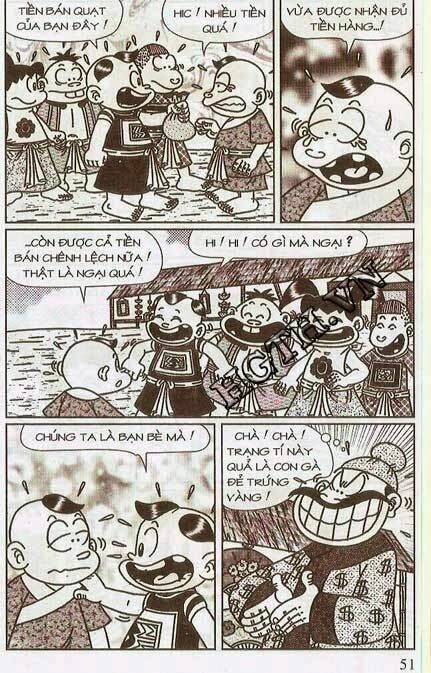 TIỀN BÁN QUẠT
CỦA BẠN ĐÂY!
HIC! NHIỀU TIỀN
QUÁ!
VỪA ĐƯỢC NHẬN ĐỦ
TIỀN HÀNG...!
...CÒN ĐƯỢC CẢ TIỀN
BÁN CHÊNH LỆCH NỮA!
THẬT LÀ NGẠI QUÁ!
HI! HI! CÓ GÌ MÀ NGẠI?
CHÚNG TA LÀ BẠN BÈ MÀ!
CHÀ! CHÀ!
TRẠNG TÍ NÀY
QUẢ LÀ CON GÀ
ĐẺ TRỨNG
VÀNG!
51